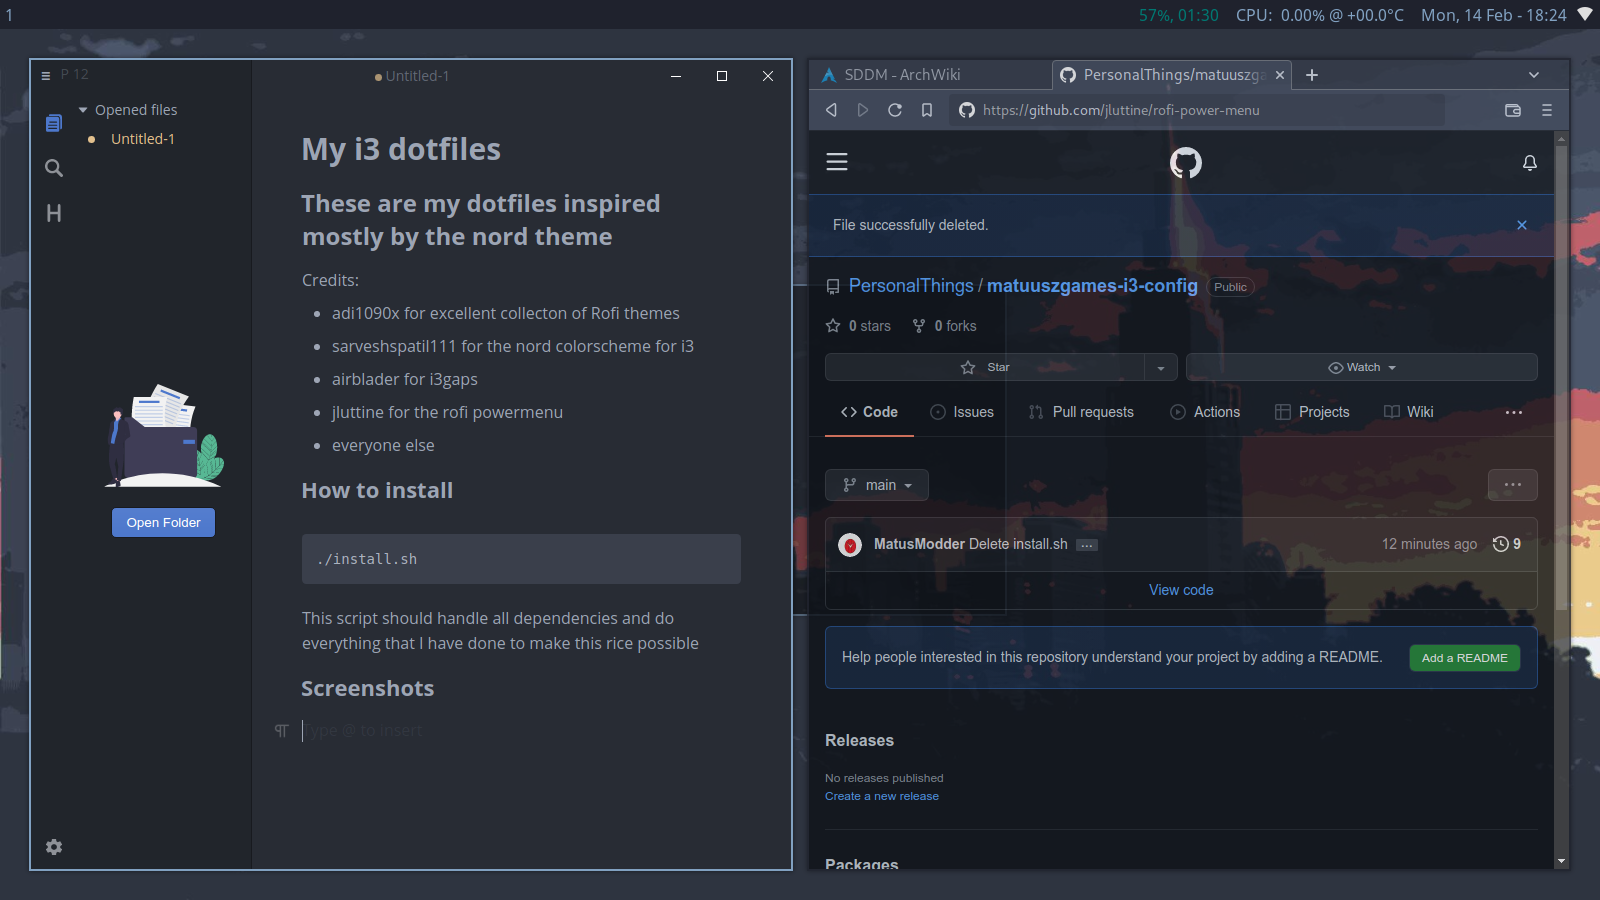 1
57%, 01:30 CPU: 0.00% @ +00.0°C Mon, 14 Feb - 18:24
P 12
Untitled-1
Opened files
Untitled-1
Open Folder
My i3 dotfiles
These are my dotfiles inspired
mostly by the nord theme
Credits:
• adi1090x for excellent collecton of Rofi themes
• sarveshspatil111 for the nord colorscheme for i3
• airblader for i3gaps
• jluttine for the rofi powermenu
• everyone else
How to install
./install.sh
This script should handle all dependencies and do
everything that I have done to make this rice possible
Screenshots
Type @ to insert
SDDM - ArchWiki
PersonalThings/matuuszga
https://github.com/jluttine/rofi-power-menu
File successfully deleted.
PersonalThings / matuuszgames-i3-config Public
0 stars 0 forks
Star Watch
Code Issues Pull requests Actions Projects Wiki ...
main ...
MatusModder Delete install.sh ... 12 minutes ago 9
View code
Help people interested in this repository understand your project by adding a README. Add a README
Releases
No releases published
Create a new release
Packages